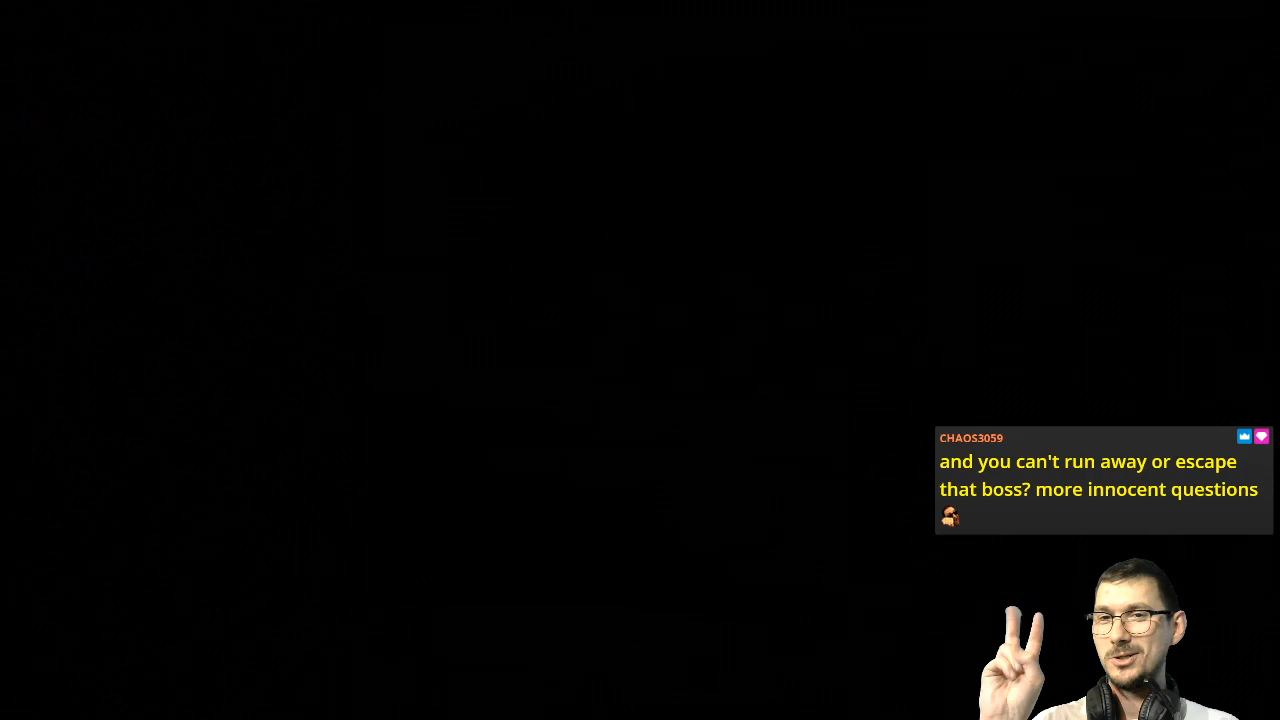 CHAOS3059
and you can't run away or escape
that boss? more innocent questions